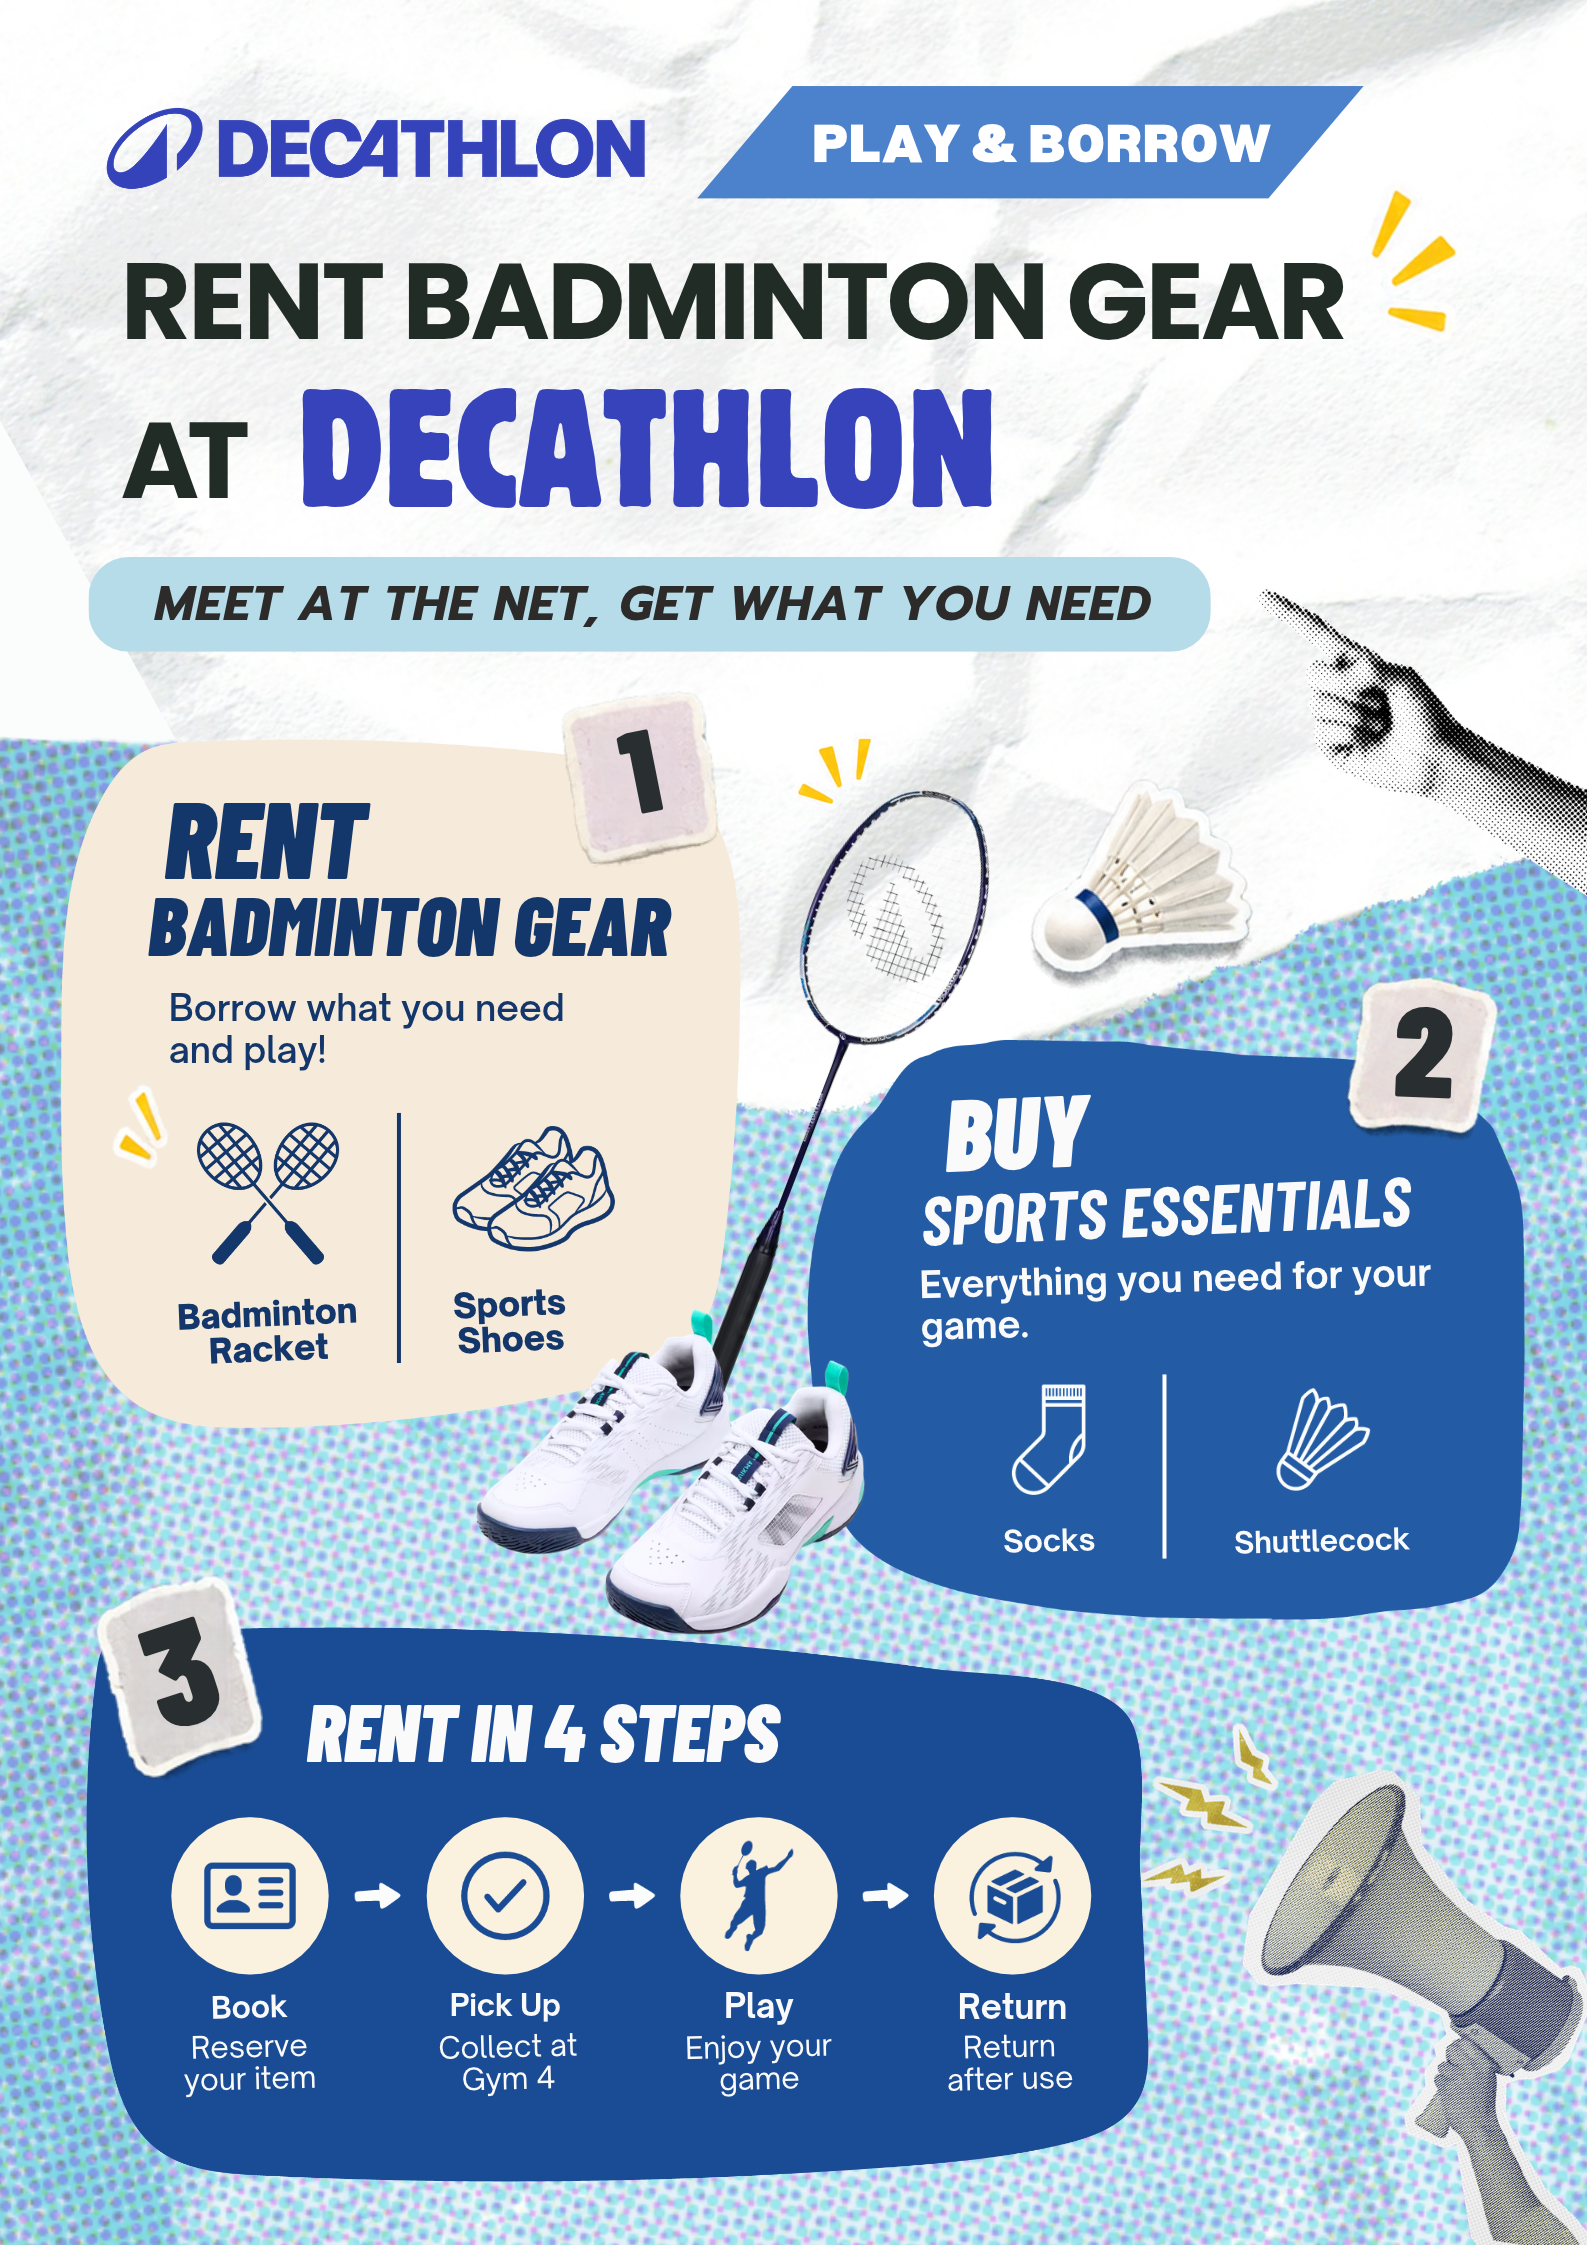 DECATHLON
PLAY & BORROW
RENT BADMINTON GEAR
AT DECATHLON
MEET AT THE NET, GET WHAT YOU NEED
1
RENT
BADMINTON GEAR
Borrow what you need
and play!
Badminton
Racket
Sports
Shoes
2
BUY
SPORTS ESSENTIALS
Everything you need for your
game.
Socks
Shuttlecock
3
RENT IN 4 STEPS
Book
Reserve
your item
Pick Up
Collect at
Gym 4
Play
Enjoy your
game
Return
Return
after use